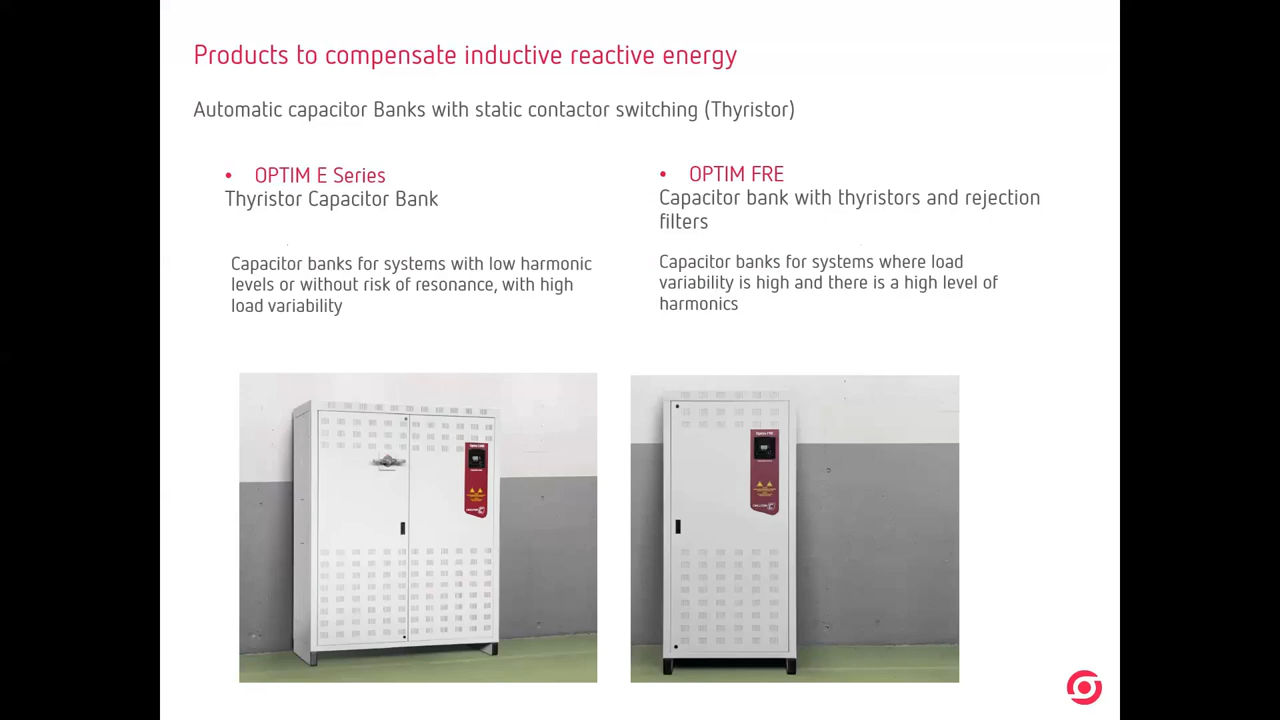 Products to compensate inductive reactive energy
Automatic capacitor Banks with static contactor switching (Thyristor)
• OPTIM E Series
Thyristor Capacitor Bank
Capacitor banks for systems with low harmonic
levels or without risk of resonance, with high
load variability
• OPTIM FRE
Capacitor bank with thyristors and rejection
filters
Capacitor banks for systems where load
variability is high and there is a high level of
harmonics